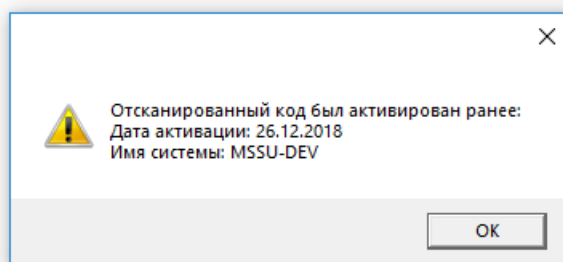 Отсканированный код был активирован ранее:
Дата активации: 26.12.2018
Имя системы: MSSU-DEV
OK